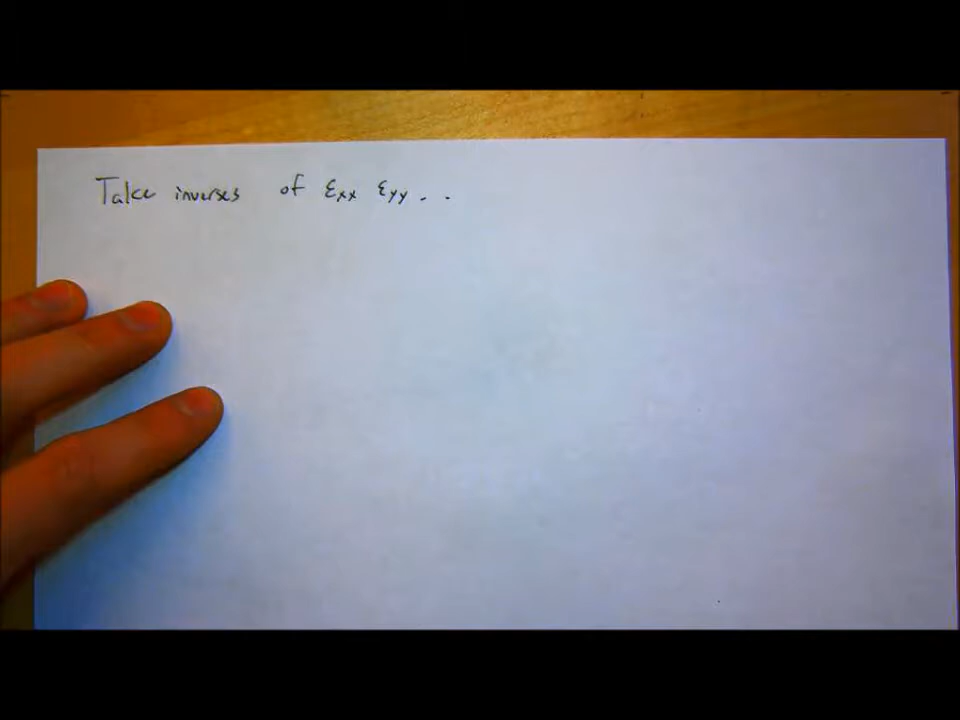 Take inverses of εxx εyy . .